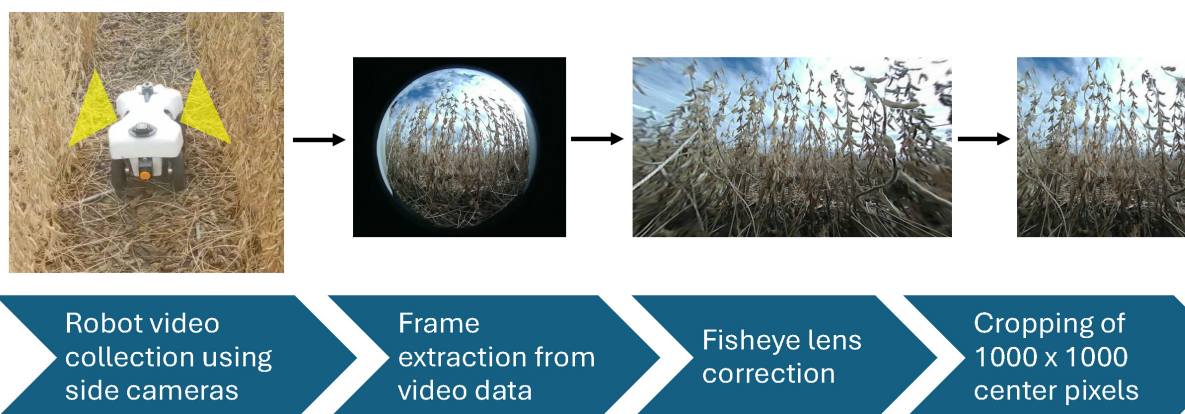 Robot video
collection using
side cameras
Frame
extraction from
video data
Fisheye lens
correction
Cropping of
1000 x 1000
center pixels